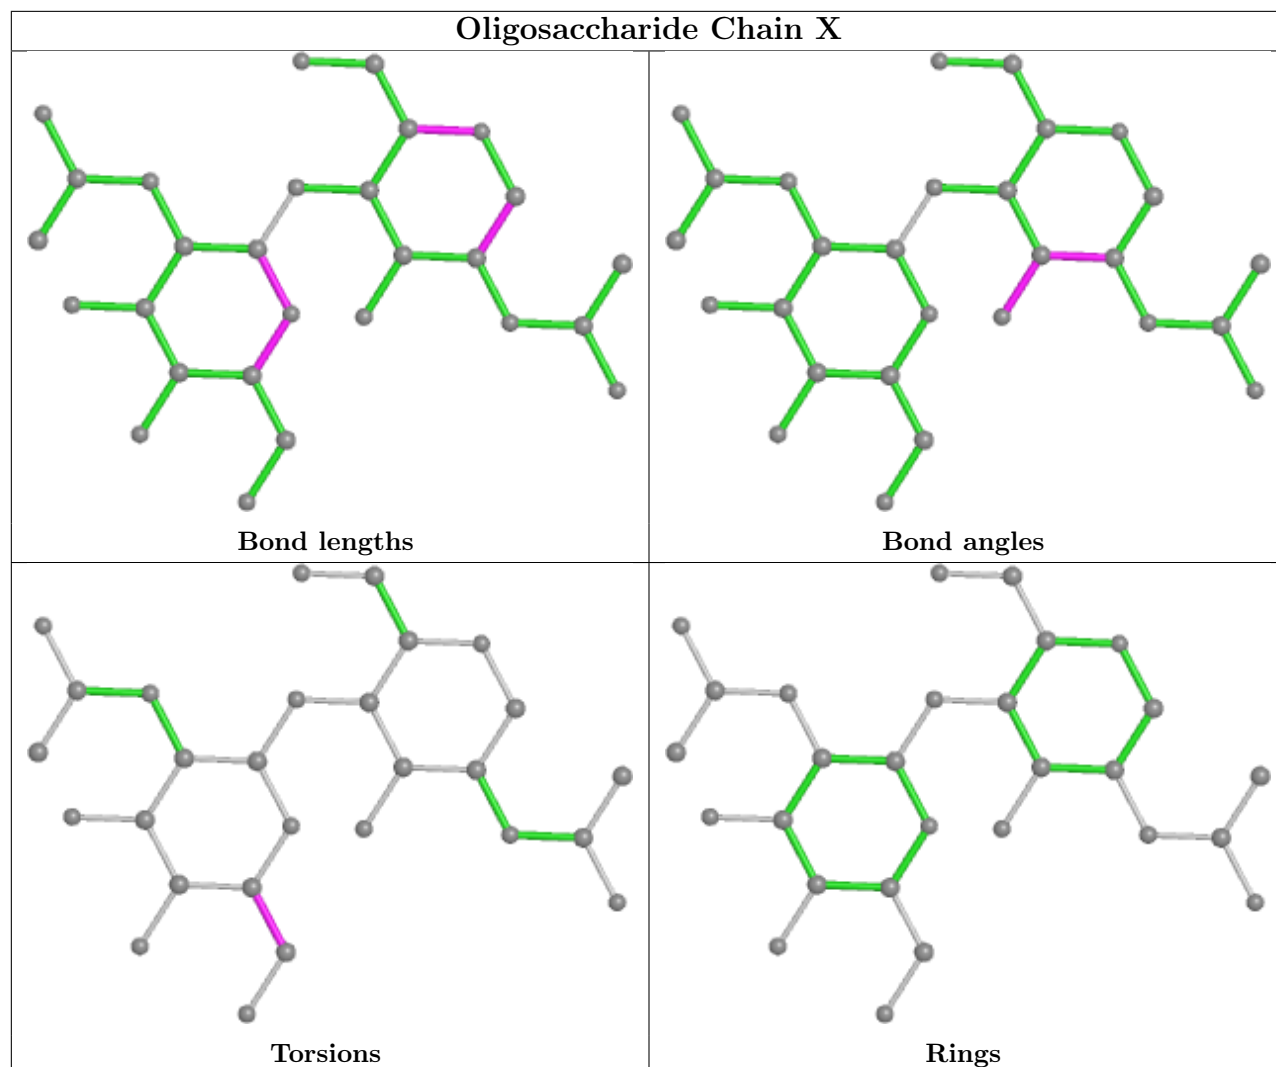 Oligosaccharide Chain X
Bond lengths
Bond angles
Torsions
Rings